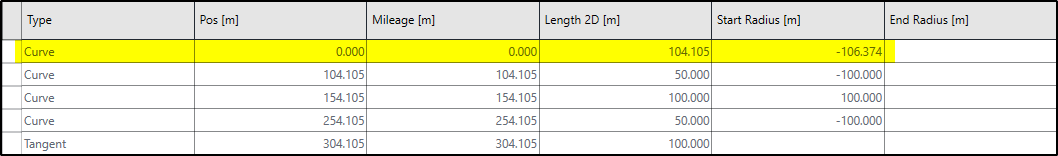 Type Pos [m] Mileage [m] Length 2D [m] Start Radius [m] End Radius [m]
Curve 0.000 0.000 104.105 -106.374
Curve 104.105 104.105 50.000 -100.000
Curve 154.105 154.105 100.000 100.000
Curve 254.105 254.105 50.000 -100.000
Tangent 304.105 304.105 100.000